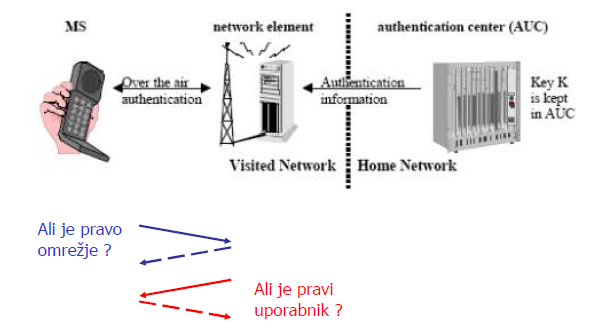 MS
network element
authentication center (AUC)
Over the air
authentication
Authentication
information
Key K
is kept
in AUC
Visited Network
Home Network
Ali je pravo
omrežje ?
Ali je pravi
uporabnik ?